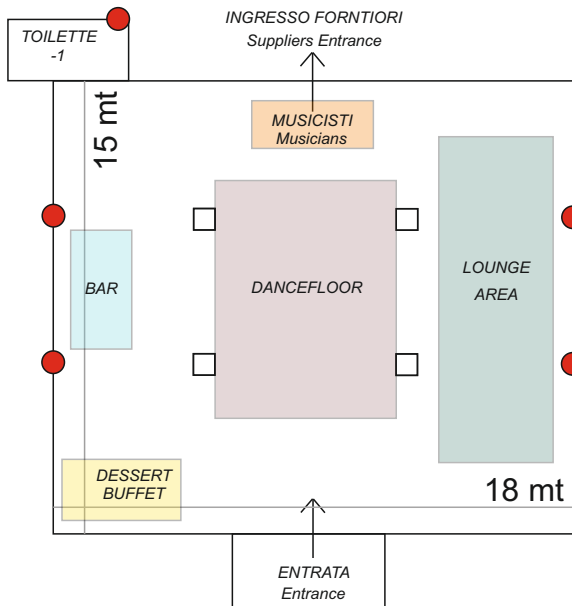 TOILETTE
-1
INGRESSO FORNTIORI
Suppliers Entrance
15 mt
MUSICISTI
Musicians
BAR
DANCEFLOOR
LOUNGE
AREA
DESSERT
BUFFET
18 mt
ENTRATA
Entrance